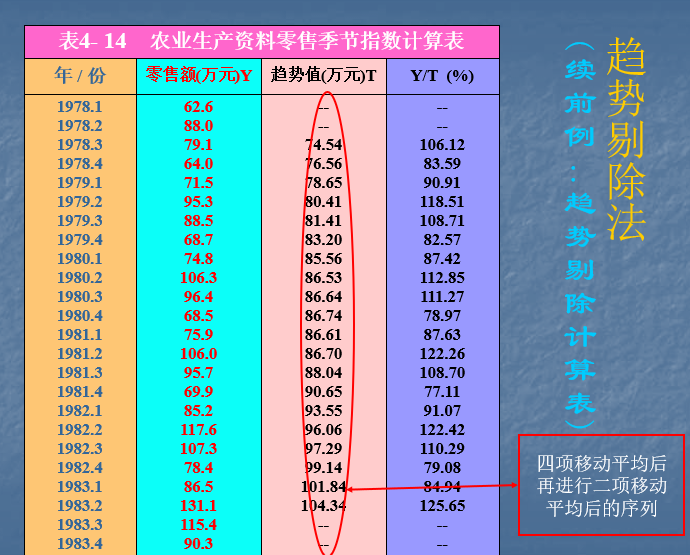 表4- 14 农业生产资料零售季节指数计算表
年 / 份 零售额(万元)Y 趋势值(万元)T Y/T (%)
1978.1 62.6 -- --
1978.2 88.0 -- --
1978.3 79.1 74.54 106.12
1978.4 64.0 76.56 83.59
1979.1 71.5 78.65 90.91
1979.2 95.3 80.41 118.51
1979.3 88.5 81.41 108.71
1979.4 68.7 83.20 82.57
1980.1 74.8 85.56 87.42
1980.2 106.3 86.53 112.85
1980.3 96.4 86.64 111.27
1980.4 68.5 86.74 78.97
1981.1 75.9 86.61 87.63
1981.2 106.0 86.70 122.26
1981.3 95.7 88.04 108.70
1981.4 69.9 90.65 77.11
1982.1 85.2 93.55 91.07
1982.2 117.6 96.06 122.42
1982.3 107.3 97.29 110.29
1982.4 78.4 99.14 79.08
1983.1 86.5 101.84 84.94
1983.2 131.1 104.34 125.65
1983.3 115.4 -- --
1983.4 90.3 -- --
趋势剔除法
(续前例:趋势剔除计算表)
四项移动平均后
再进行二项移动
平均后的序列